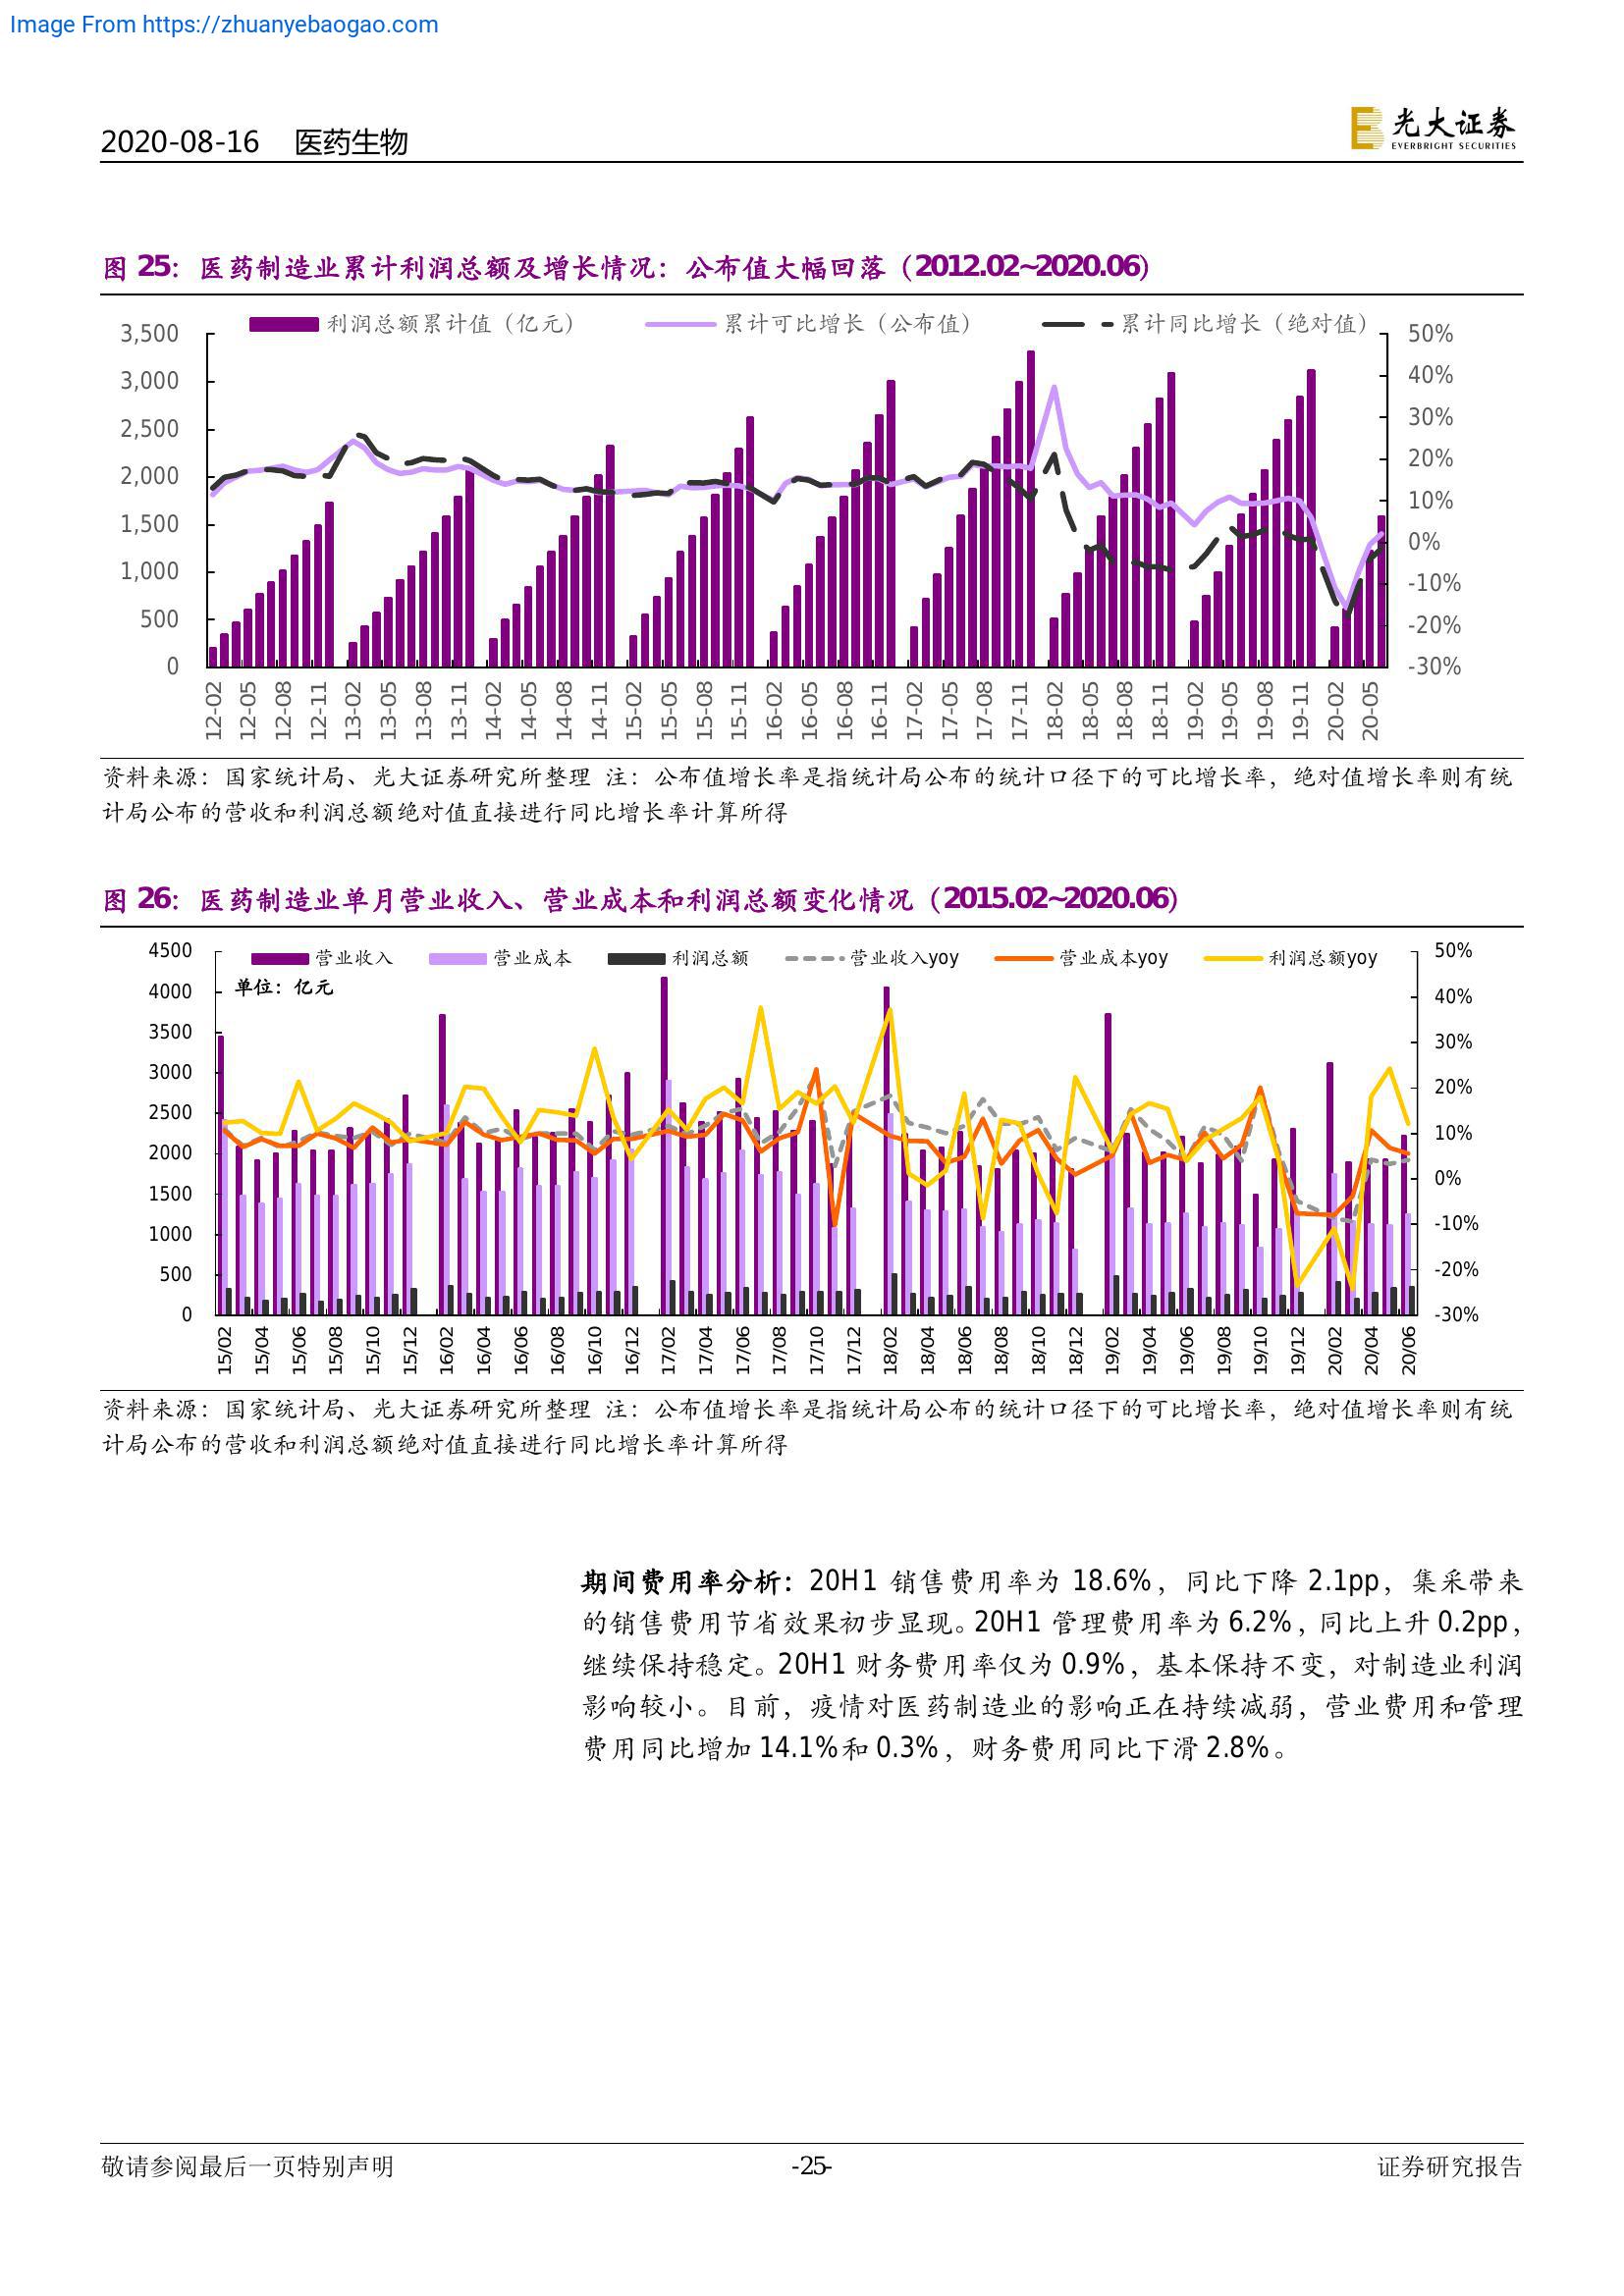 Image From https://zhuanyebaogao.com
2020-08-16 医药生物
光大证券
EVERBRIGHT SECURITIES
图 25：医药制造业累计利润总额及增长情况：公布值大幅回落（2012.02~2020.06）
利润总额累计值（亿元） 累计可比增长（公布值） 累计同比增长（绝对值）
3,500 50%
3,000 40%
2,500 30%
2,000 20%
1,500 10%
1,000 0%
500 -10%
0 -20%
-30%
12-02 12-05 12-08 12-11 13-02 13-05 13-08 13-11 14-02 14-05 14-08 14-11 15-02 15-05 15-08 15-11 16-02 16-05 16-08 16-11 17-02 17-05 17-08 17-11 18-02 18-05 18-08 18-11 19-02 19-05 19-08 19-11 20-02 20-05
资料来源：国家统计局、光大证券研究所整理 注：公布值增长率是指统计局公布的统计口径下的可比增长率，绝对值增长率则有统
计局公布的营收和利润总额绝对值直接进行同比增长率计算所得
图 26：医药制造业单月营业收入、营业成本和利润总额变化情况（2015.02~2020.06）
营业收入 营业成本 利润总额 营业收入yoy 营业成本yoy 利润总额yoy
单位：亿元
4500 50%
4000 40%
3500 30%
3000 20%
2500 10%
2000 0%
1500 -10%
1000 -20%
500 -30%
0
15/02 15/04 15/06 15/08 15/10 15/12 16/02 16/04 16/06 16/08 16/10 16/12 17/02 17/04 17/06 17/08 17/10 17/12 18/02 18/04 18/06 18/08 18/10 18/12 19/02 19/04 19/06 19/08 19/10 19/12 20/02 20/04 20/06
资料来源：国家统计局、光大证券研究所整理 注：公布值增长率是指统计局公布的统计口径下的可比增长率，绝对值增长率则有统
计局公布的营收和利润总额绝对值直接进行同比增长率计算所得
期间费用率分析：20H1 销售费用率为 18.6%，同比下降 2.1pp，集采带来
的销售费用节省效果初步显现。20H1 管理费用率为 6.2%，同比上升 0.2pp，
继续保持稳定。20H1 财务费用率仅为 0.9%，基本保持不变，对制造业利润
影响较小。目前，疫情对医药制造业的影响正在持续减弱，营业费用和管理
费用同比增加 14.1%和 0.3%，财务费用同比下滑 2.8%。
敬请参阅最后一页特别声明 -25- 证券研究报告